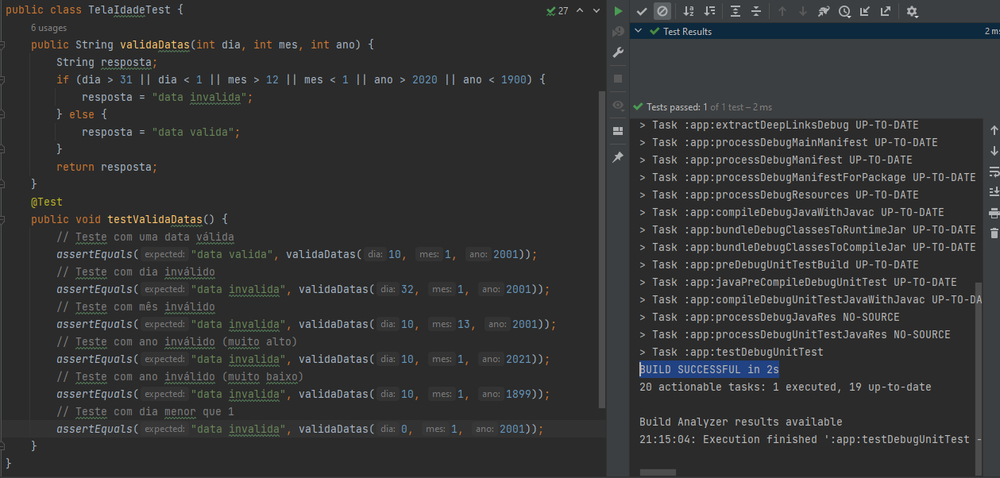 public class TelaIdadeTest {
27
6 usages
public String validaDatas(int dia, int mes, int ano) {
String resposta;
if (dia > 31 || dia < 1 || mes > 12 || mes < 1 || ano > 2020 || ano < 1900) {
resposta = "data invalida";
} else {
resposta = "data valida";
}
return resposta;
}
@Test
public void testValidaDatas() {
// Teste com uma data válida
assertEquals( expected: "data valida", validaDatas( dia: 10, mes: 1, ano: 2001));
// Teste com dia inválido
assertEquals( expected: "data invalida", validaDatas( dia: 32, mes: 1, ano: 2001));
// Teste com mês inválido
assertEquals( expected: "data invalida", validaDatas( dia: 10, mes: 13, ano: 2001));
// Teste com ano inválido (muito alto)
assertEquals( expected: "data invalida", validaDatas( dia: 10, mes: 1, ano: 2021));
// Teste com ano inválido (muito baixo)
assertEquals( expected: "data invalida", validaDatas( dia: 10, mes: 1, ano: 1899));
// Teste com dia menor que 1
assertEquals( expected: "data invalida", validaDatas( dia: 0, mes: 1, ano: 2001));
}
}
Test Results 2 ms
Tests passed: 1 of 1 test – 2 ms
> Task :app:extractDeepLinksDebug UP-TO-DATE
> Task :app:processDebugMainManifest UP-TO-DATE
> Task :app:processDebugManifest UP-TO-DATE
> Task :app:processDebugManifestForPackage UP-TO-DATE
> Task :app:processDebugResources UP-TO-DATE
> Task :app:compileDebugJavaWithJavac UP-TO-DATE
> Task :app:bundleDebugClassesToRuntimeJar UP-TO-DATE
> Task :app:bundleDebugClassesToCompileJar UP-TO-DATE
> Task :app:preDebugUnitTestBuild UP-TO-DATE
> Task :app:javaPreCompileDebugUnitTest UP-TO-DATE
> Task :app:compileDebugUnitTestJavaWithJavac UP-TO-DA
> Task :app:processDebugJavaRes NO-SOURCE
> Task :app:processDebugUnitTestJavaRes NO-SOURCE
> Task :app:testDebugUnitTest
BUILD SUCCESSFUL in 2s
20 actionable tasks: 1 executed, 19 up-to-date
Build Analyzer results available
21:15:04: Execution finished ':app:testDebugUnitTest -